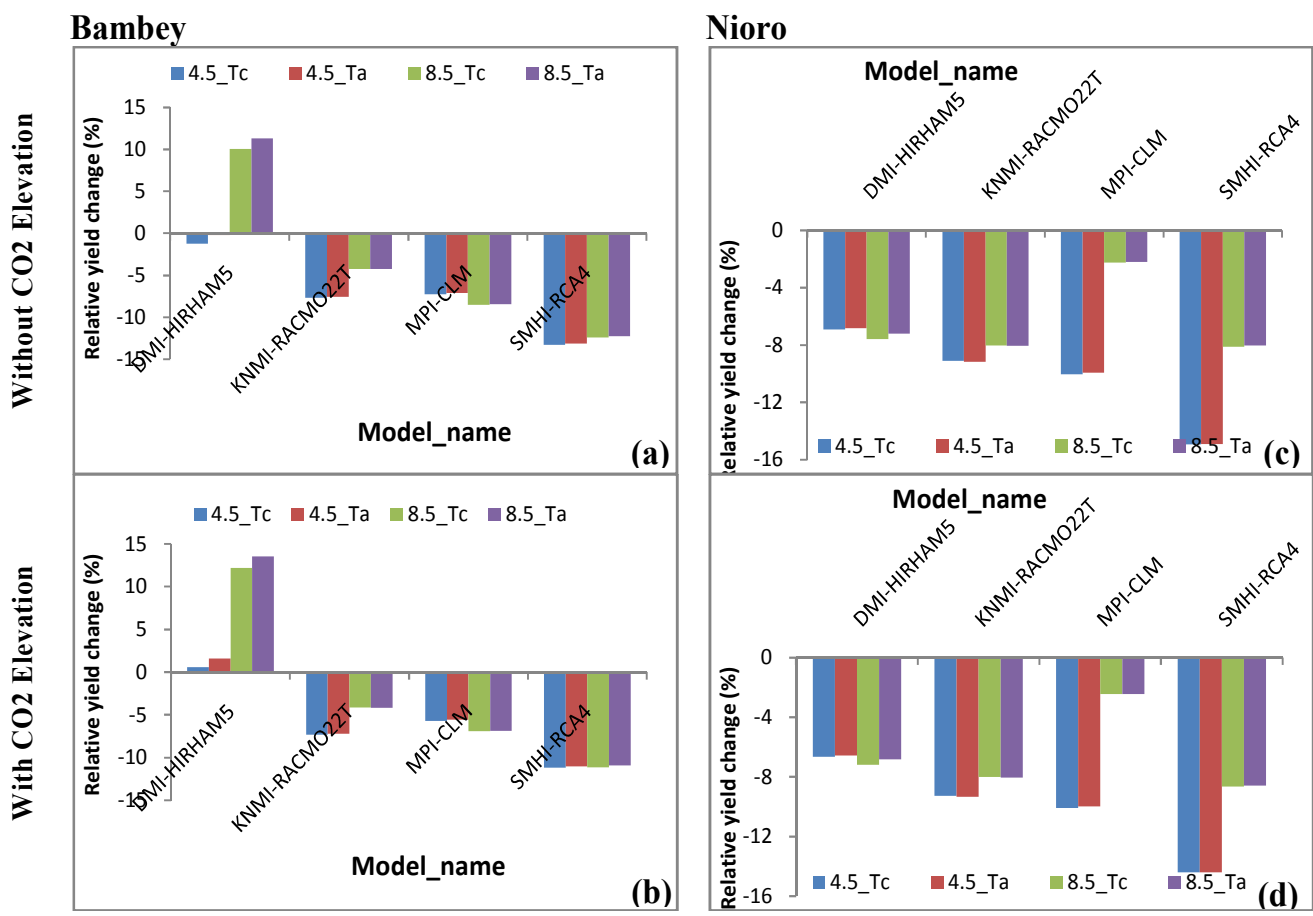 Bambey
Nioro
Without CO2 Elevation
4.5_Tc 4.5_Ta 8.5_Tc 8.5_Ta
Relative yield change (%)
15
10
5
0
-5
-10
-15
DMI-HIRHAM5
KNMI-RACMO22T
MPI-CLM
SMHI-RCA4
Model_name
(a)
Model_name
DMI-HIRHAM5
KNMI-RACMO22T
MPI-CLM
SMHI-RCA4
Relative yield change (%)
0
-4
-8
-12
-16
4.5_Tc 4.5_Ta 8.5_Tc 8.5_Ta
(c)
With CO2 Elevation
4.5_Tc 4.5_Ta 8.5_Tc 8.5_Ta
Relative yield change (%)
15
10
5
0
-5
-10
-15
DMI-HIRHAM5
KNMI-RACMO22T
MPI-CLM
SMHI-RCA4
Model_name
(b)
Model_name
DMI-HIRHAM5
KNMI-RACMO22T
MPI-CLM
SMHI-RCA4
Relative yield change (%)
0
-4
-8
-12
-16
4.5_Tc 4.5_Ta 8.5_Tc 8.5_Ta
(d)